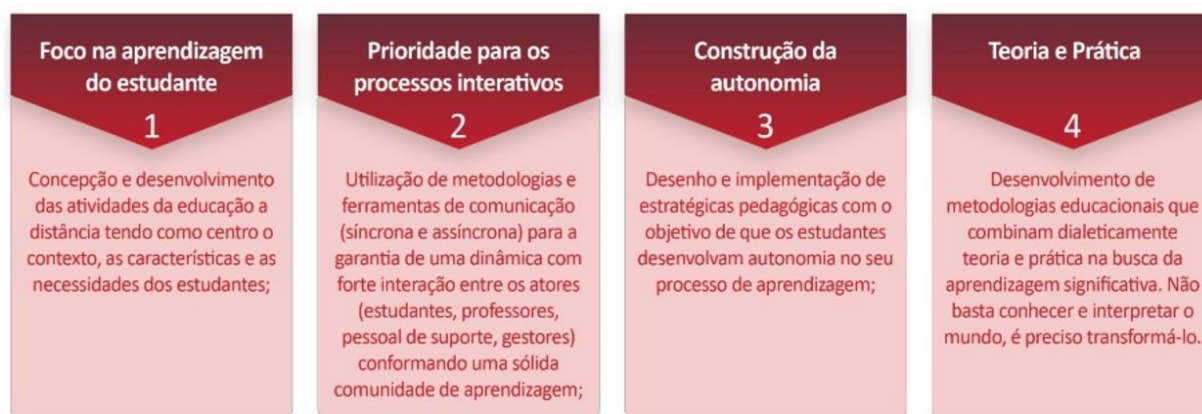 Foco na aprendizagem
do estudante
1
Concepção e desenvolvimento
das atividades da educação a
distância tendo como centro o
contexto, as características e as
necessidades dos estudantes;
Prioridade para os
processos interativos
2
Utilização de metodologias e
ferramentas de comunicação
(síncrona e assíncrona) para a
garantia de uma dinâmica com
forte interação entre os atores
(estudantes, professores,
pessoal de suporte, gestores)
conformando uma sólida
comunidade de aprendizagem;
Construção da
autonomia
3
Desenho e implementação de
estratégicas pedagógicas com o
objetivo de que os estudantes
desenvolvam autonomia no seu
processo de aprendizagem;
Teoria e Prática
4
Desenvolvimento de
metodologias educacionais que
combinam dialeticamente
teoria e prática na busca da
aprendizagem significativa. Não
basta conhecer e interpretar o
mundo, é preciso transformá-lo.